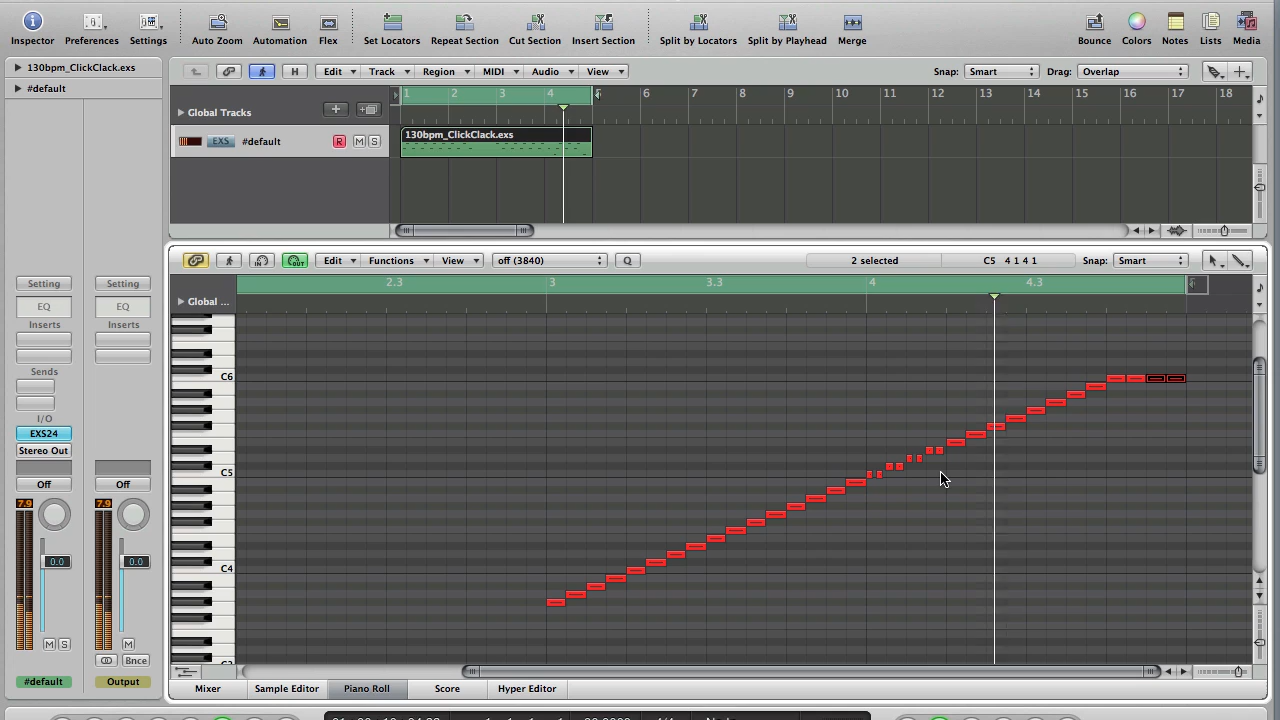 Inspector Preferences Settings Auto Zoom Automation Flex Set Locators Repeat Section Cut Section Insert Section Split by Locators Split by Playhead Merge Bounce Colors Notes Lists Media
130bpm_ClickClack.exs
#default
H Edit Track Region MIDI Audio View Snap: Smart Drag: Overlap
Global Tracks
1 2 3 4 5 6 7 8 9 10 11 12 13 14 15 16 17 18
EXS #default R M S
130bpm_ClickClack.exs
Edit Functions View off (3840) Q 2 selected C5 4 1 4 1 Snap: Smart
2.3 3 3.3 4 4.3
Global ...
C6
C5
C4
Setting Setting
EQ EQ
Inserts Inserts
Sends
I/O
EXS24
Stereo Out
Off Off
7.9 7.9
0.0 0.0
M S M
Bnce
#default Output
Mixer Sample Editor Piano Roll Score Hyper Editor